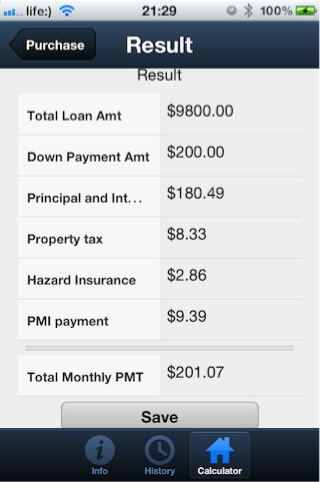 life:) 21:29 100%
Purchase Result
Result
Total Loan Amt $9800.00
Down Payment Amt $200.00
Principal and Int... $180.49
Property tax $8.33
Hazard Insurance $2.86
PMI payment $9.39
Total Monthly PMT $201.07
Save
Info History Calculator